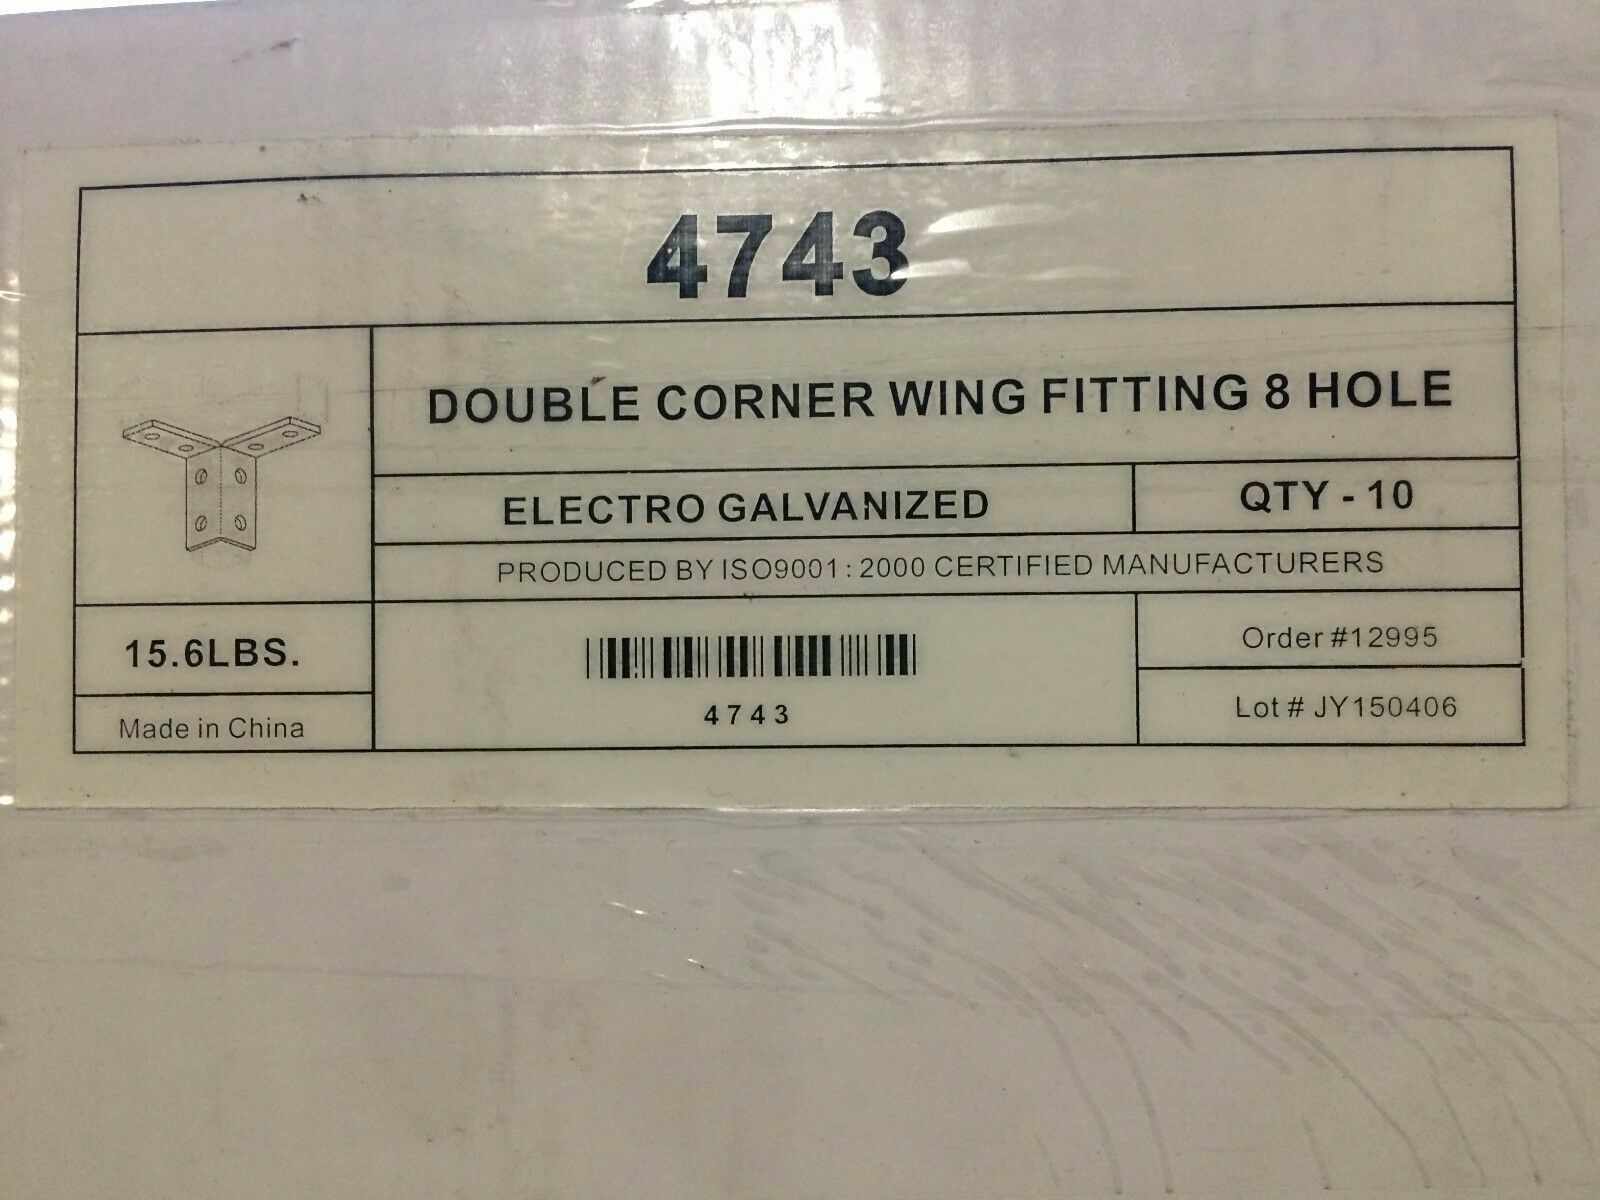 4743
DOUBLE CORNER WING FITTING 8 HOLE
ELECTRO GALVANIZED
QTY - 10
PRODUCED BY ISO9001 : 2000 CERTIFIED MANUFACTURERS
15.6LBS.
Made in China
4743
Order #12995
Lot # JY150406